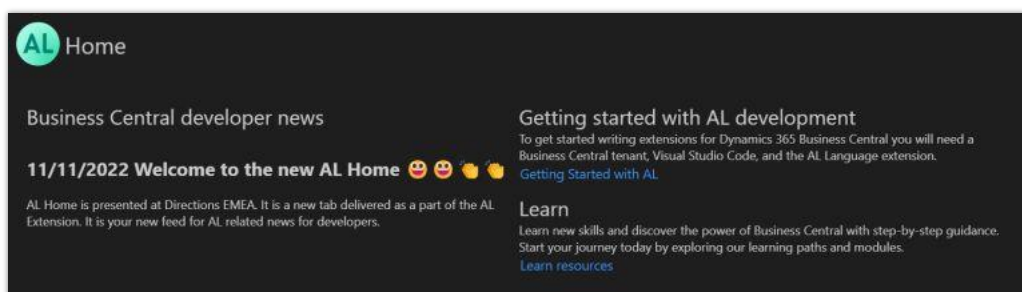 AL Home
Business Central developer news
11/11/2022 Welcome to the new AL Home 😃 😃 👏 👏
AL Home is presented at Directions EMEA. It is a new tab delivered as a part of the AL
Extension. It is your new feed for AL related news for developers.
Getting started with AL development
To get started writing extensions for Dynamics 365 Business Central you will need a
Business Central tenant, Visual Studio Code, and the AL Language extension.
Getting Started with AL
Learn
Learn new skills and discover the power of Business Central with step-by-step guidance.
Start your journey today by exploring our learning paths and modules.
Learn resources